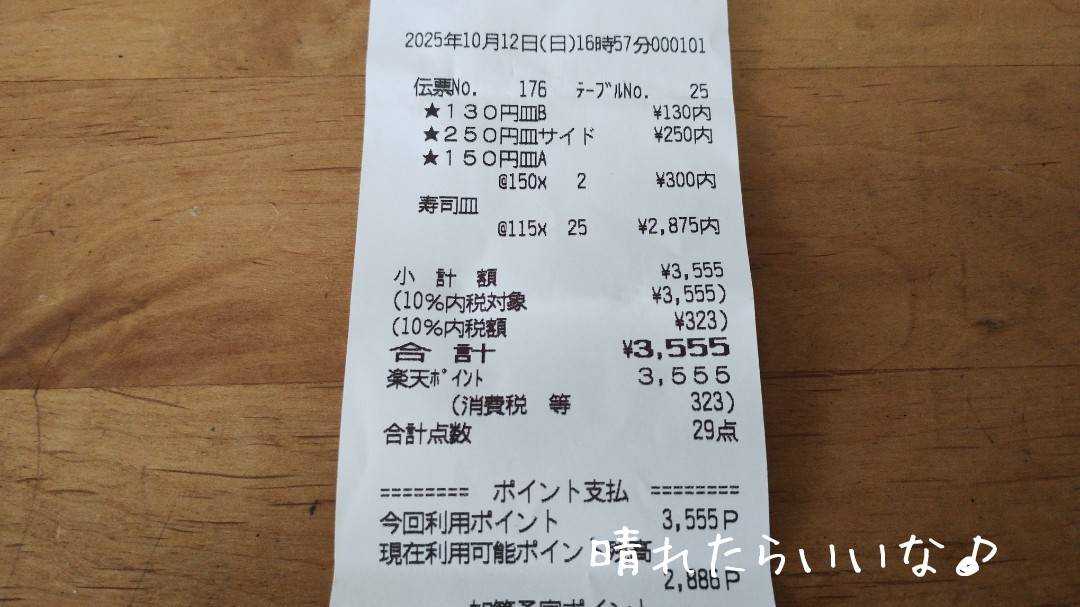 2025年10月12日(日)16時57分000101
伝票No. 176 ﾃｰﾌﾞﾙNo. 25
★１３０円皿B ¥130内
★２５０円皿サイド ¥250内
★１５０円皿A
@150x 2 ¥300内
寿司皿
@115x 25 ¥2,875内
小 計 額 ¥3,555
(10%内税対象 ¥3,555)
(10%内税額 ¥323)
合 計 ¥3,555
楽天ﾎﾟｲﾝﾄ 3,555
(消費税 等 323)
合計点数 29点
======== ポイント支払 ========
今回利用ポイント 3,555P
現在利用可能ポイン
晴れたらいいな♪
2,886P